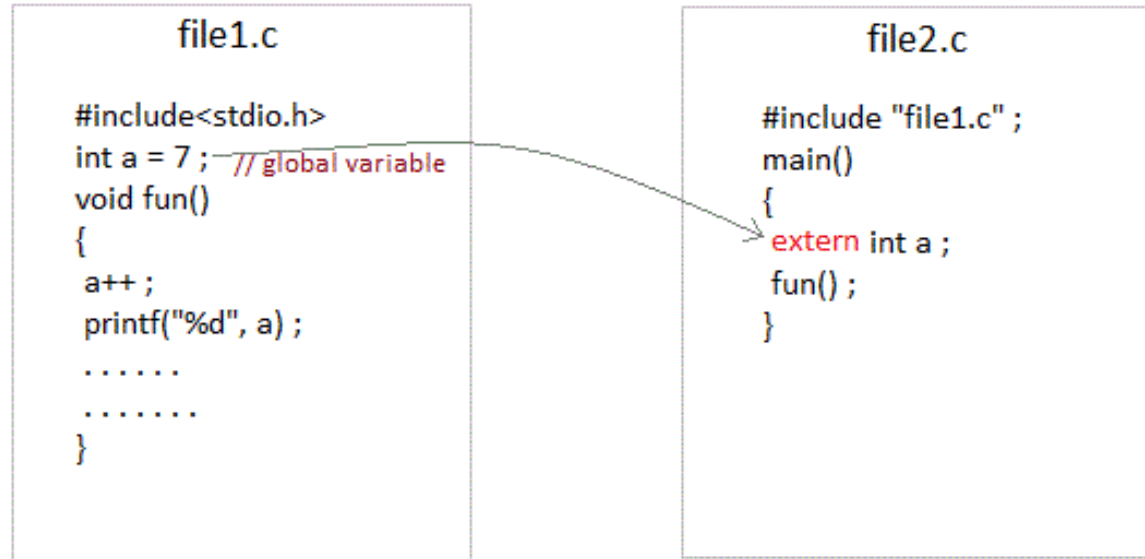 file1.c
#include<stdio.h>
int a = 7 ; // global variable
void fun()
{
a++ ;
printf("%d", a) ;
. . . . . .
. . . . . . .
}
file2.c
#include "file1.c" ;
main()
{
extern int a ;
fun() ;
}